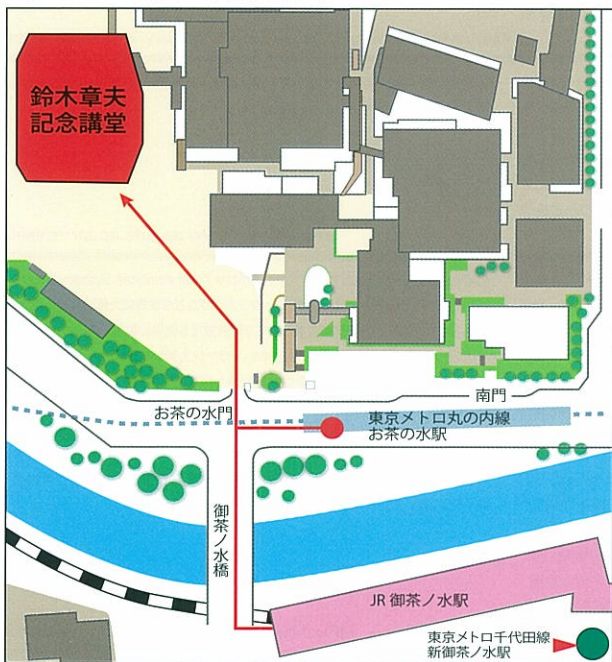 鈴木章夫
記念講堂
お茶の水門
南門
東京メトロ丸の内線
お茶の水駅
御茶ノ水橋
JR 御茶ノ水駅
東京メトロ千代田線
新御茶ノ水駅